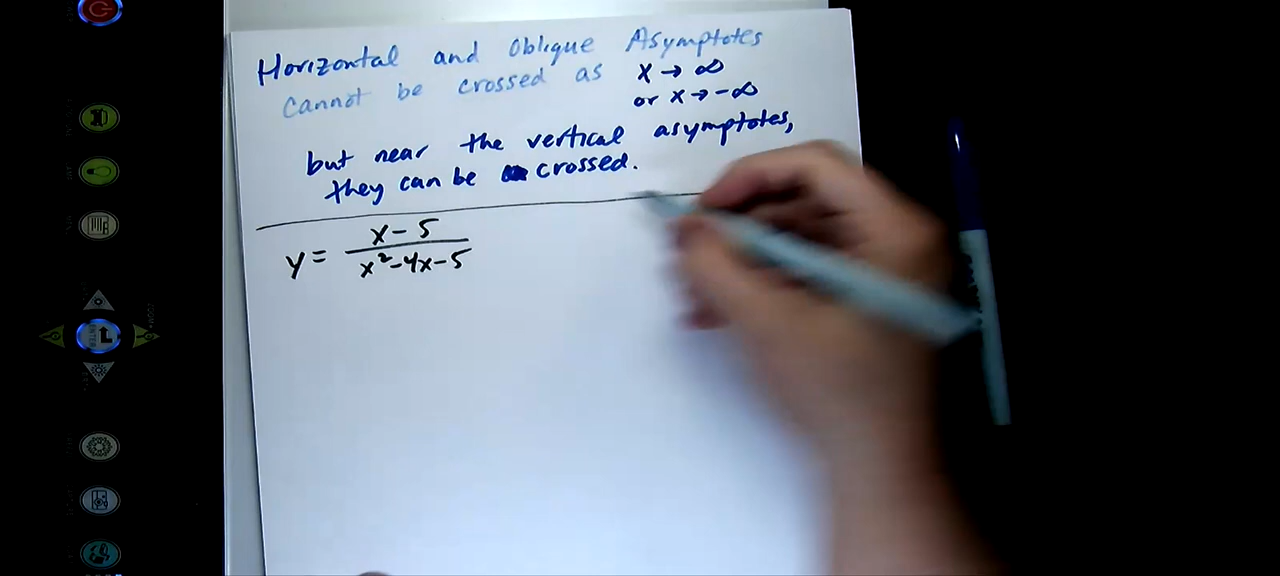 Horizontal and Oblique Asymptotes
cannot be crossed as x → ∞
or x → -∞
but near the vertical asymptotes,
they can be crossed.
y = (x - 5) / (x² - 4x - 5)